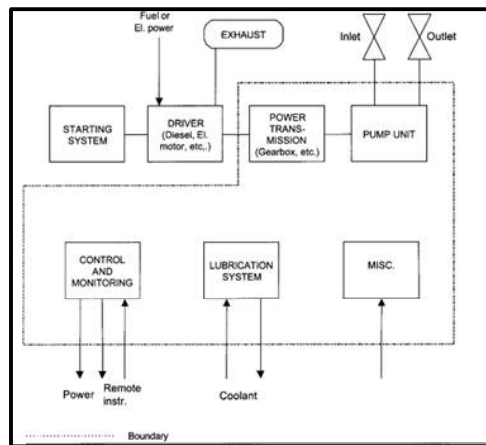 Fuel or
El. power
EXHAUST
Inlet
Outlet
STARTING
SYSTEM
DRIVER
(Diesel, El.
motor, etc,.)
POWER
TRANS-
MISSION
(Gearbox, etc.)
PUMP UNIT
CONTROL
AND
MONITORING
LUBRICATION
SYSTEM
MISC.
Power
Remote
instr.
Coolant
Boundary